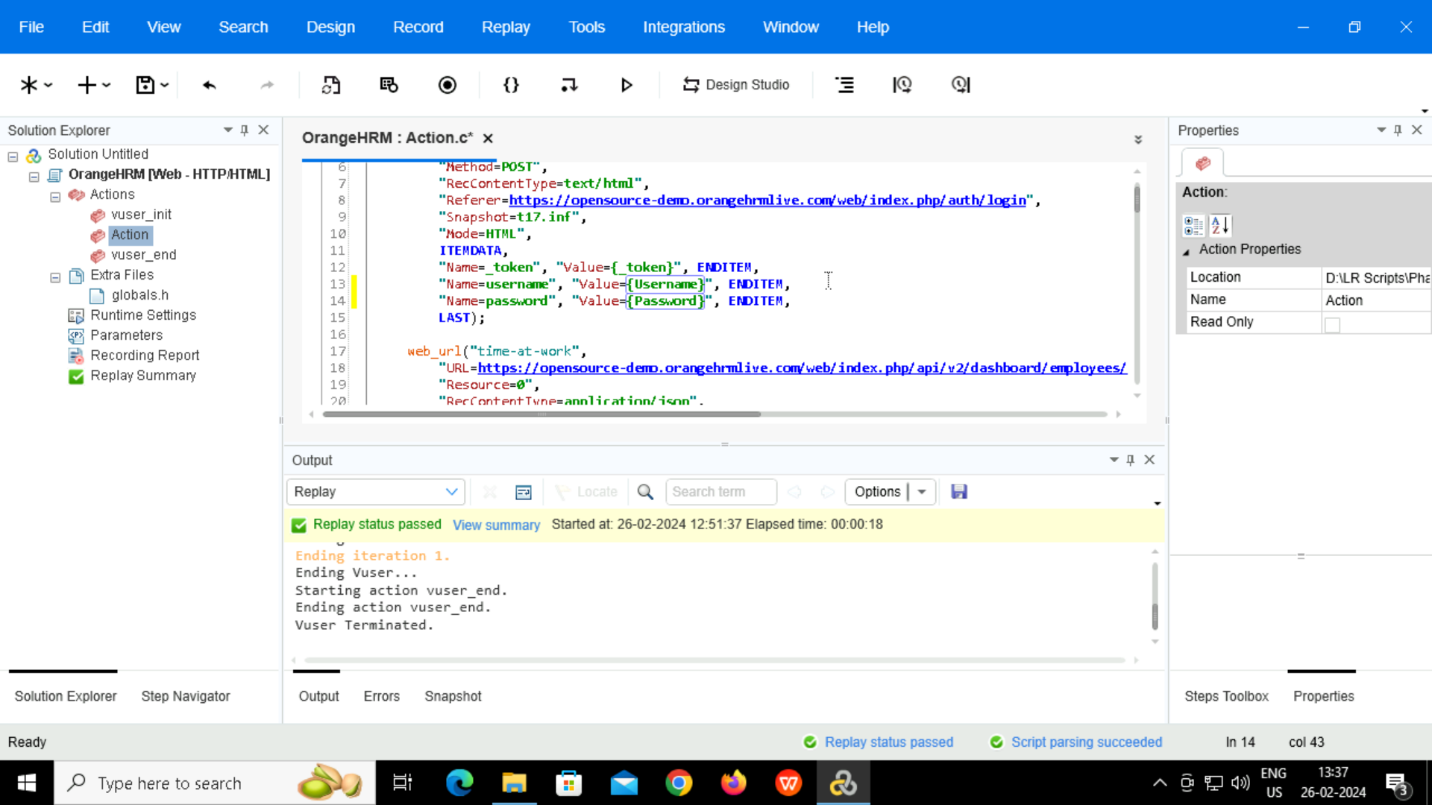 File Edit View Search Design Record Replay Tools Integrations Window Help
Design Studio
Solution Explorer
Solution Untitled
OrangeHRM [Web - HTTP/HTML]
Actions
vuser_init
Action
vuser_end
Extra Files
globals.h
Runtime Settings
Parameters
Recording Report
Replay Summary
Solution Explorer Step Navigator
OrangeHRM : Action.c*
6 "Method=POST",
7 "RecContentType=text/html",
8 "Referer=https://opensource-demo.orangehrmlive.com/web/index.php/auth/login",
9 "Snapshot=t17.inf",
10 "Mode=HTML",
11 ITEMDATA,
12 "Name=_token", "Value={_token}", ENDITEM,
13 "Name=username", "Value={Username}", ENDITEM,
14 "Name=password", "Value={Password}", ENDITEM,
15 LAST);
16
17 web_url("time-at-work",
18 "URL=https://opensource-demo.orangehrmlive.com/web/index.php/api/v2/dashboard/employees/
19 "Resource=0",
20 "RecContentType=application/json",
Output
Replay Locate Search term Options
Replay status passed View summary Started at: 26-02-2024 12:51:37 Elapsed time: 00:00:18
Ending iteration 1.
Ending Vuser...
Starting action vuser_end.
Ending action vuser_end.
Vuser Terminated.
Output Errors Snapshot
Properties
Action:
Action Properties
Location D:\LR Scripts\Pha
Name Action
Read Only
Steps Toolbox Properties
Ready Replay status passed Script parsing succeeded ln 14 col 43
Type here to search
ENG
US
13:37
26-02-2024
3